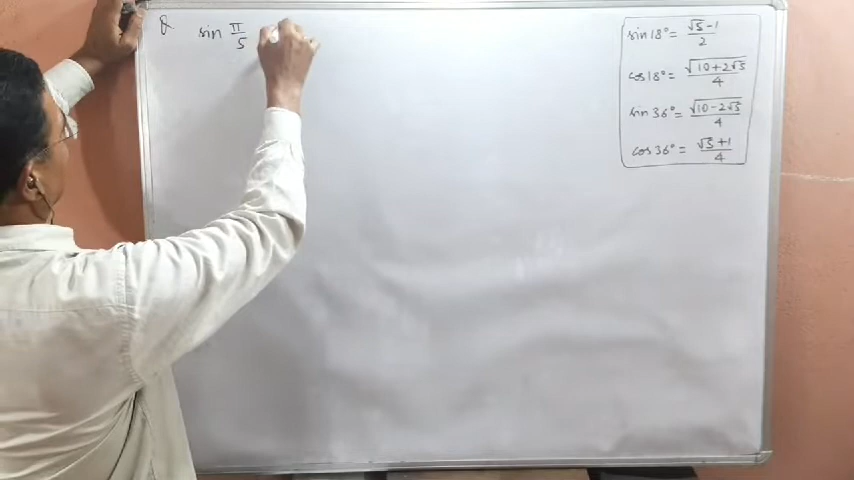 Q sin π/5
sin 18° = (√5 - 1)/2
cos 18° = √(10 + 2√5)/4
sin 36° = √(10 - 2√5)/4
cos 36° = (√5 + 1)/4